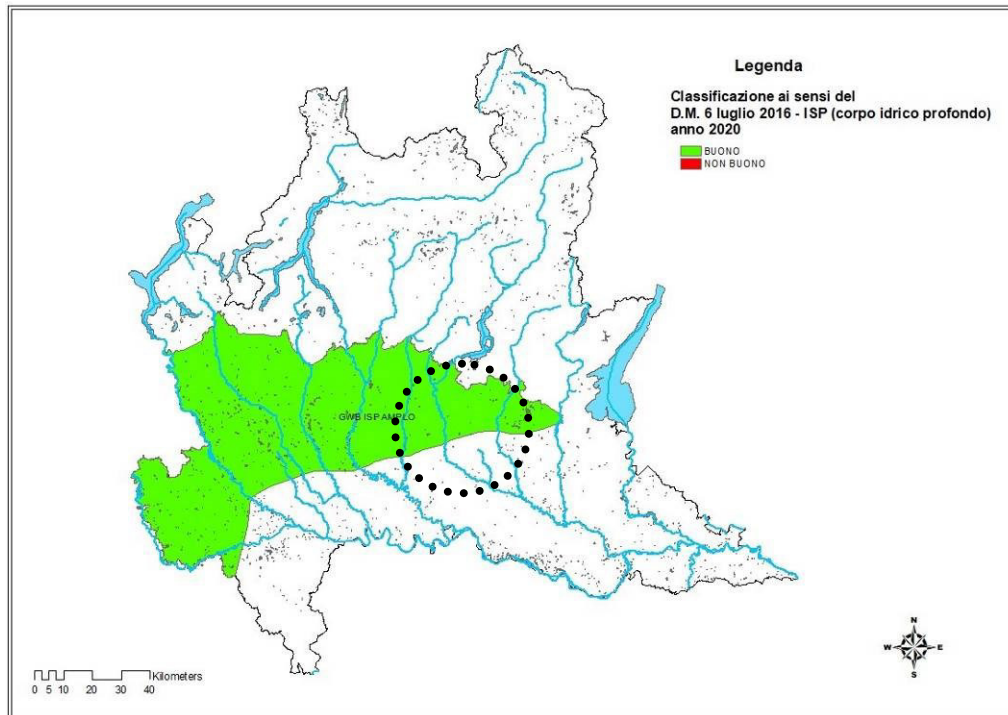 Legenda
Classificazione ai sensi del
D.M. 6 luglio 2016 - ISP (corpo idrico profondo)
anno 2020
BUONO
NON BUONO
GWB ISP AMPLO
N
W E
S
Kilometers
0 5 10 20 30 40